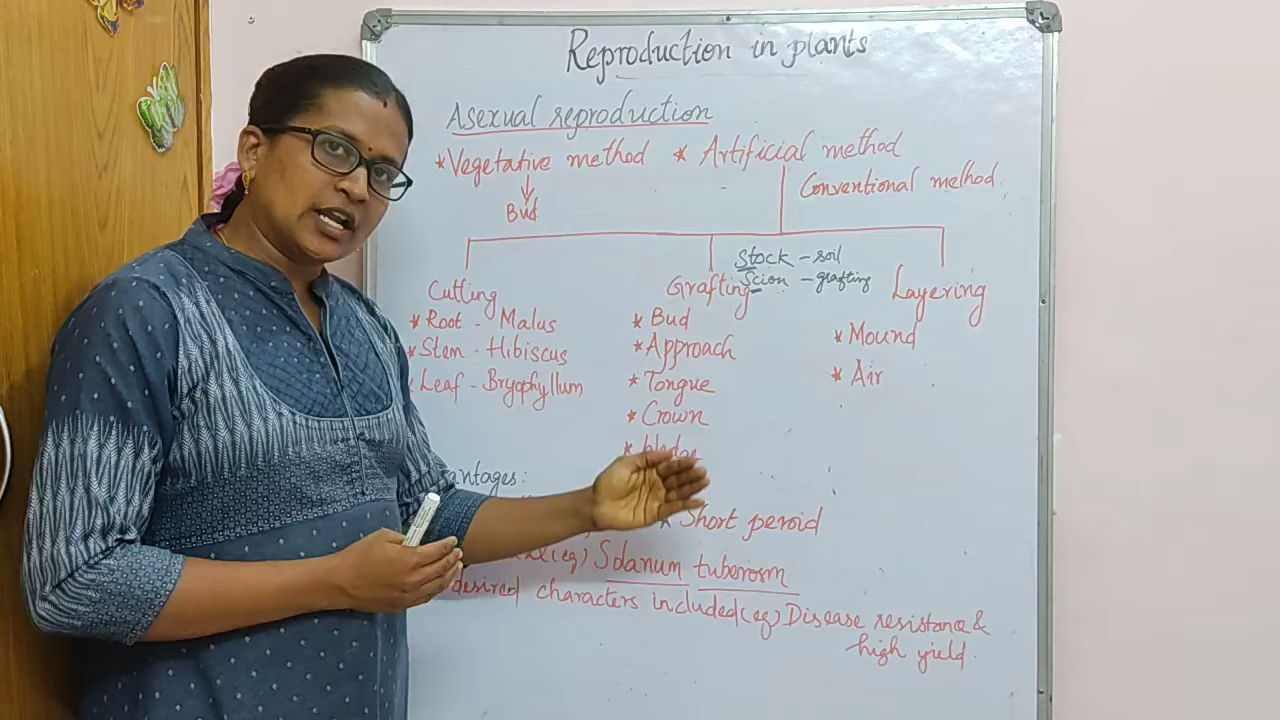 Reproduction in plants
Asexual reproduction
*Vegetative method * Artificial method
Conventional method
Bud
Stock - soil
Scion - grafting
Cutting Grafting Layering
* Root - Malus
* Stem - Hibiscus
* Leaf - Bryophyllum
* Bud
* Approach
* Tongue
* Crown
* Mound
* Air
* Short peroid
(eg) Solanum tuberosm
desired characters included (eg) Disease resistance &
high yield